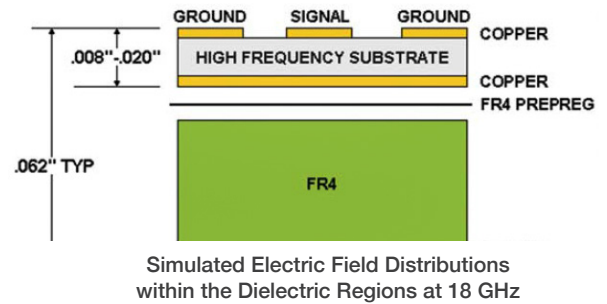 GROUND SIGNAL GROUND
COPPER
.008"-.020"
HIGH FREQUENCY SUBSTRATE
COPPER
FR4 PREPREG
.062" TYP
FR4
Simulated Electric Field Distributions
within the Dielectric Regions at 18 GHz